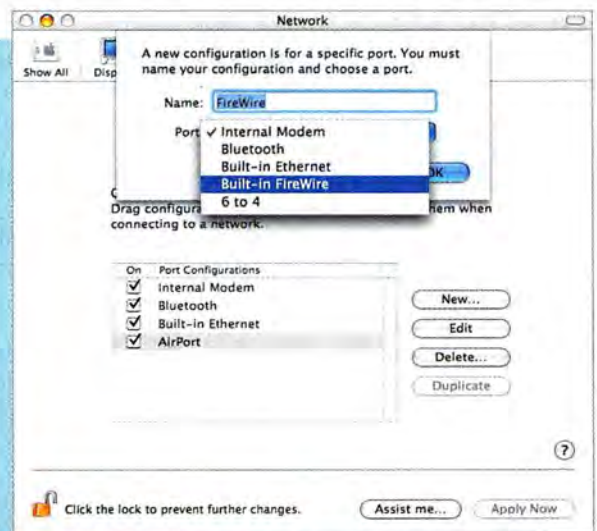 Network
Show All
Disp
A new configuration is for a specific port. You must
name your configuration and choose a port.
Name: FireWire
Port
✓ Internal Modem
Bluetooth
Built-in Ethernet
Built-in FireWire
6 to 4
OK
Drag configura hem when
connecting to a network.
On Port Configurations
Internal Modem
Bluetooth
Built-in Ethernet
AirPort
New...
Edit
Delete...
Duplicate
?
Click the lock to prevent further changes.
Assist me...
Apply Now